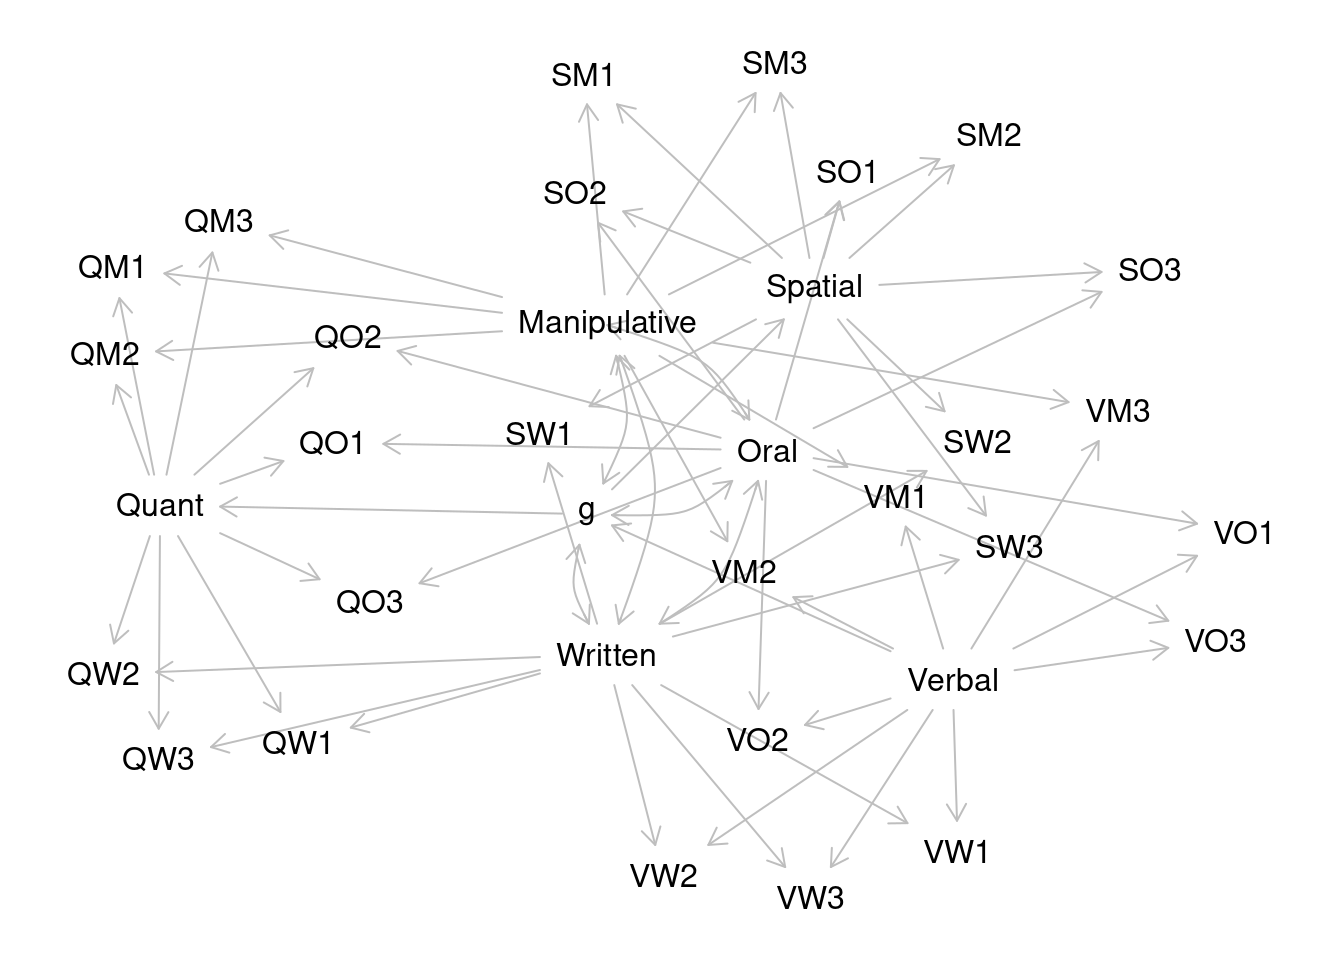 SM3
SM1
SM2
SO1
SO2
QM3
QM1
SO3
Spatial
Manipulative
QO2
QM2
VM3
SW1
QO1
SW2
Oral
VM1
Quant
g
VO1
SW3
VM2
QO3
VO3
Written
QW2
Verbal
VO2
QW1
QW3
VW1
VW2
VW3